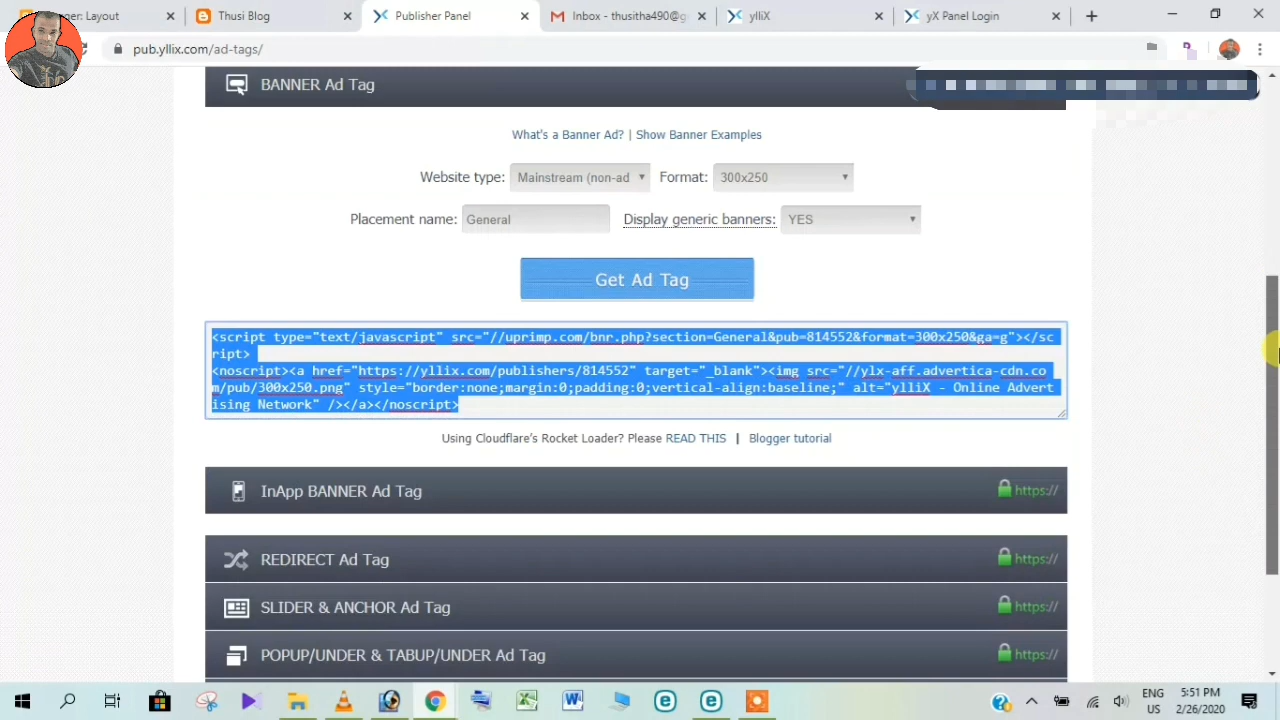 nger: Layout
Thusi Blog
Publisher Panel
Inbox - thusitha490@g
yllIX
yX Panel Login
pub.yllix.com/ad-tags/
BANNER Ad Tag
What's a Banner Ad? | Show Banner Examples
Website type: Mainstream (non-ad Format: 300x250
Placement name: General Display generic banners: YES
Get Ad Tag
<script type="text/javascript" src="//uprimp.com/bnr.php?section=General&pub=814552&format=300x250&ga=g"></sc
ript>
<noscript><a href="https://yllix.com/publishers/814552" target="_blank"><img src="//ylx-aff.advertica-cdn.co
m/pub/300x250.png" style="border:none;margin:0;padding:0;vertical-align:baseline;" alt="ylliX - Online Advert
ising Network" /></a></noscript>
Using Cloudflare's Rocket Loader? Please READ THIS | Blogger tutorial
InApp BANNER Ad Tag https://
REDIRECT Ad Tag https://
SLIDER & ANCHOR Ad Tag https://
POPUP/UNDER & TABUP/UNDER Ad Tag https://
ENG 5:51 PM
US 2/26/2020